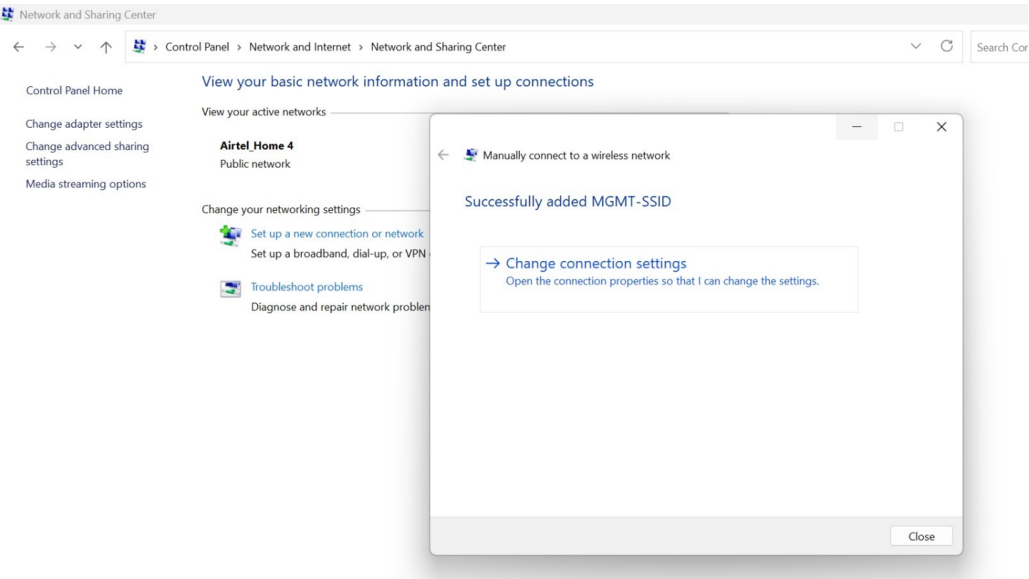 Network and Sharing Center
Control Panel > Network and Internet > Network and Sharing Center
Search Con
Control Panel Home
Change adapter settings
Change advanced sharing
settings
Media streaming options
View your basic network information and set up connections
View your active networks
Airtel_Home 4
Public network
Change your networking settings
Set up a new connection or network
Set up a broadband, dial-up, or VPN
Troubleshoot problems
Diagnose and repair network problem
Manually connect to a wireless network
Successfully added MGMT-SSID
Change connection settings
Open the connection properties so that I can change the settings.
Close